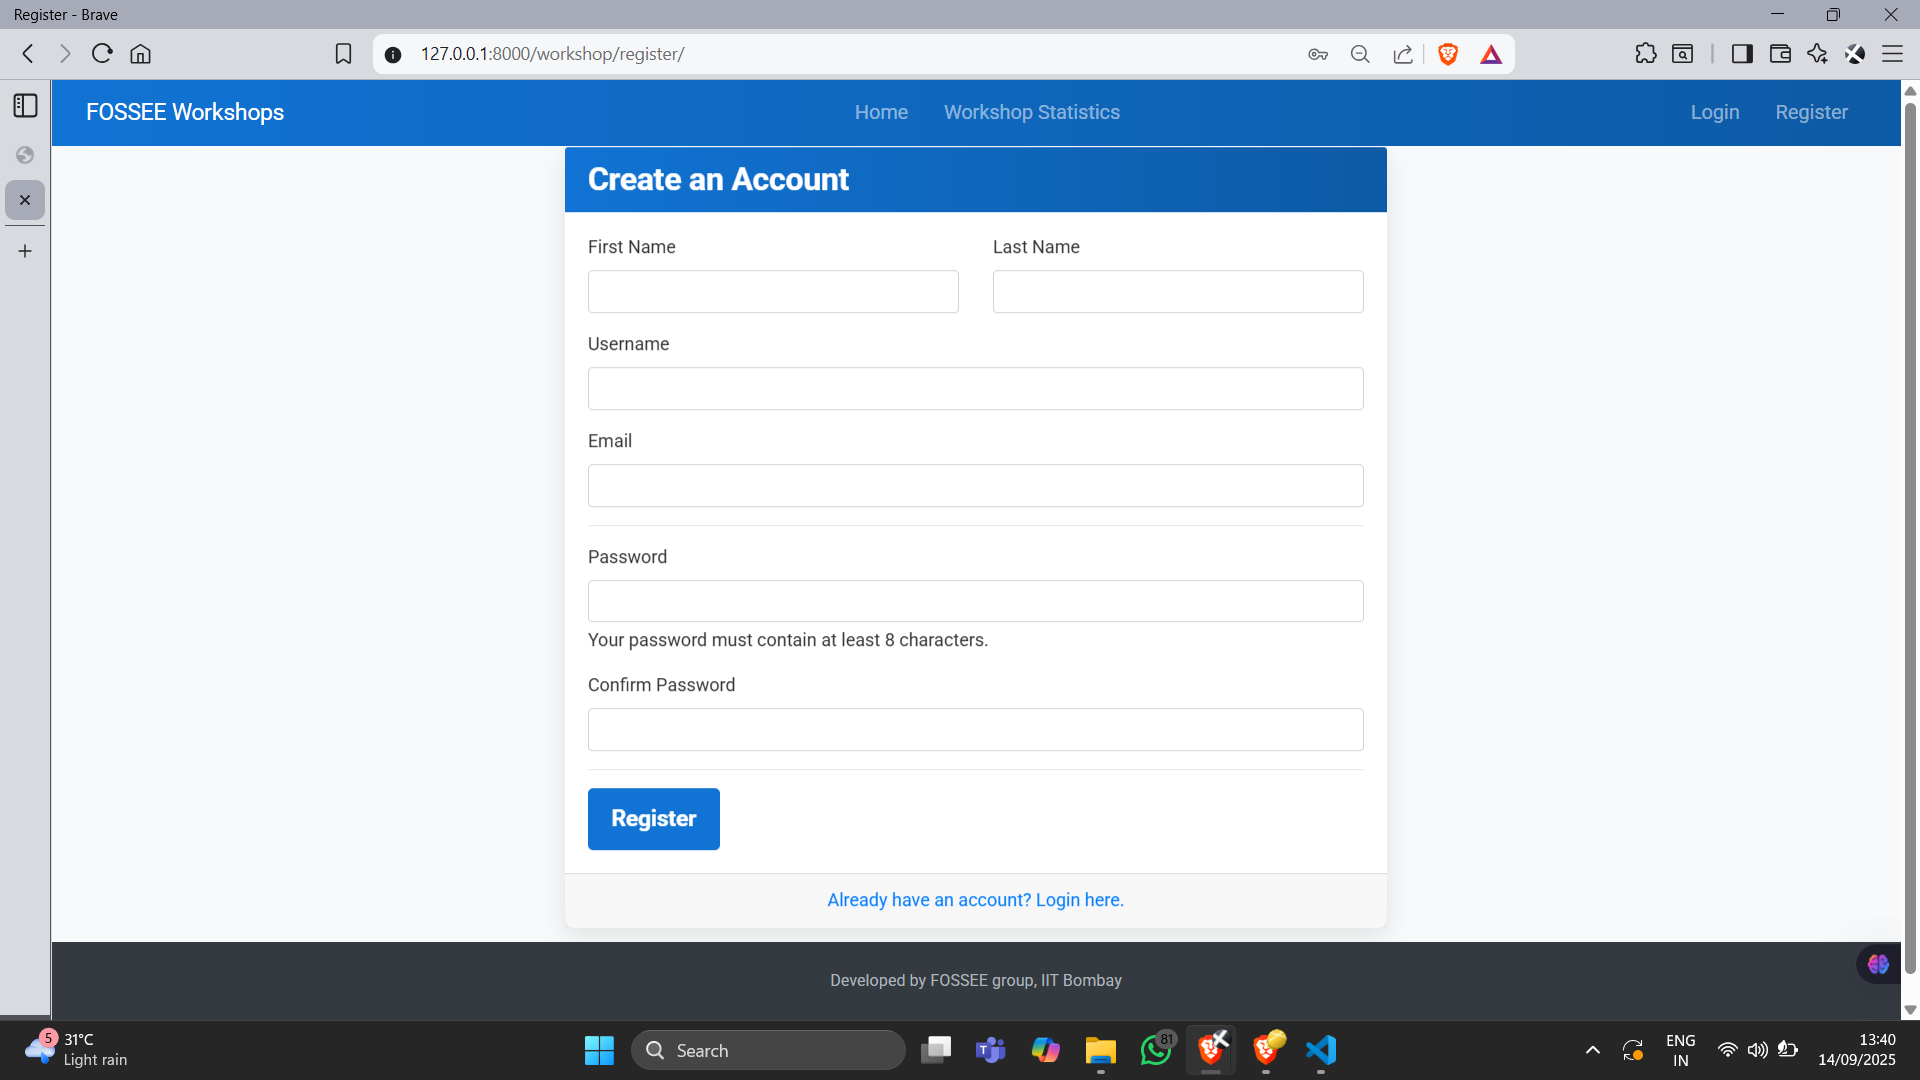 Register - Brave
127.0.0.1:8000/workshop/register/
FOSSEE Workshops
Home
Workshop Statistics
Login
Register
Create an Account
First Name
Last Name
Username
Email
Password
Your password must contain at least 8 characters.
Confirm Password
Register
Already have an account? Login here.
Developed by FOSSEE group, IIT Bombay
5
31°C
Light rain
Search
T
81
ENG
IN
13:40
14/09/2025